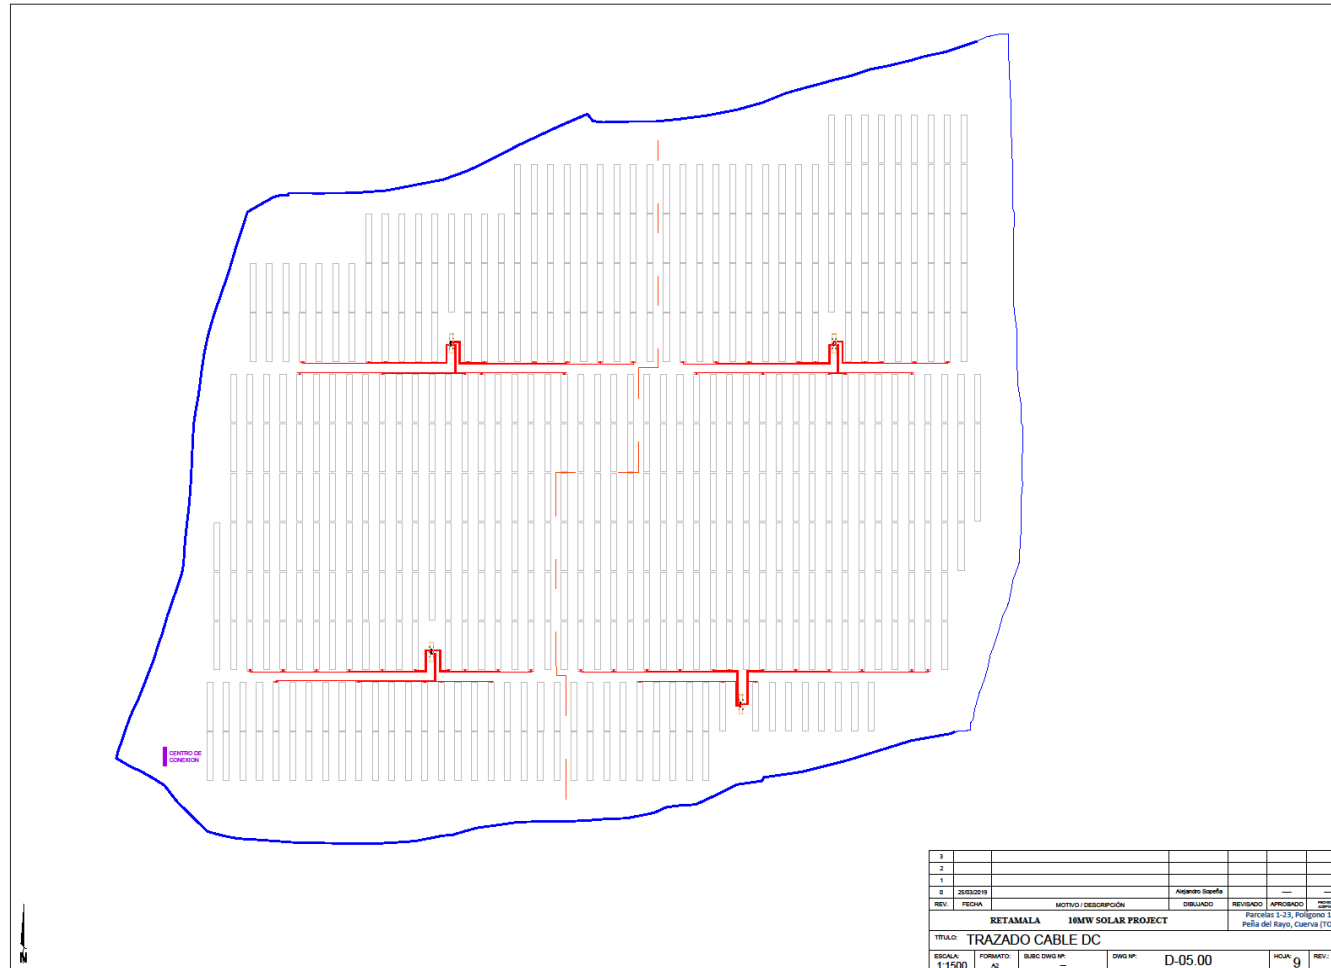 CENTRO DE
CONEXION
3
2
1
0 25/03/2019 Alejandro Sopeña — —
REV. FECHA MOTIVO / DESCRIPCIÓN DIBUJADO REVISADO APROBADO
RETAMALA 10MW SOLAR PROJECT
Parcelas 1-23, Polígono 1
Peña del Rayo, Cuerva (TO
TÍTULO: TRAZADO CABLE DC
ESCALA: FORMATO: SUBC DWG Nº: DWG Nº: HOJA: REV.:
1:1500 A2 — D-05.00 9
N